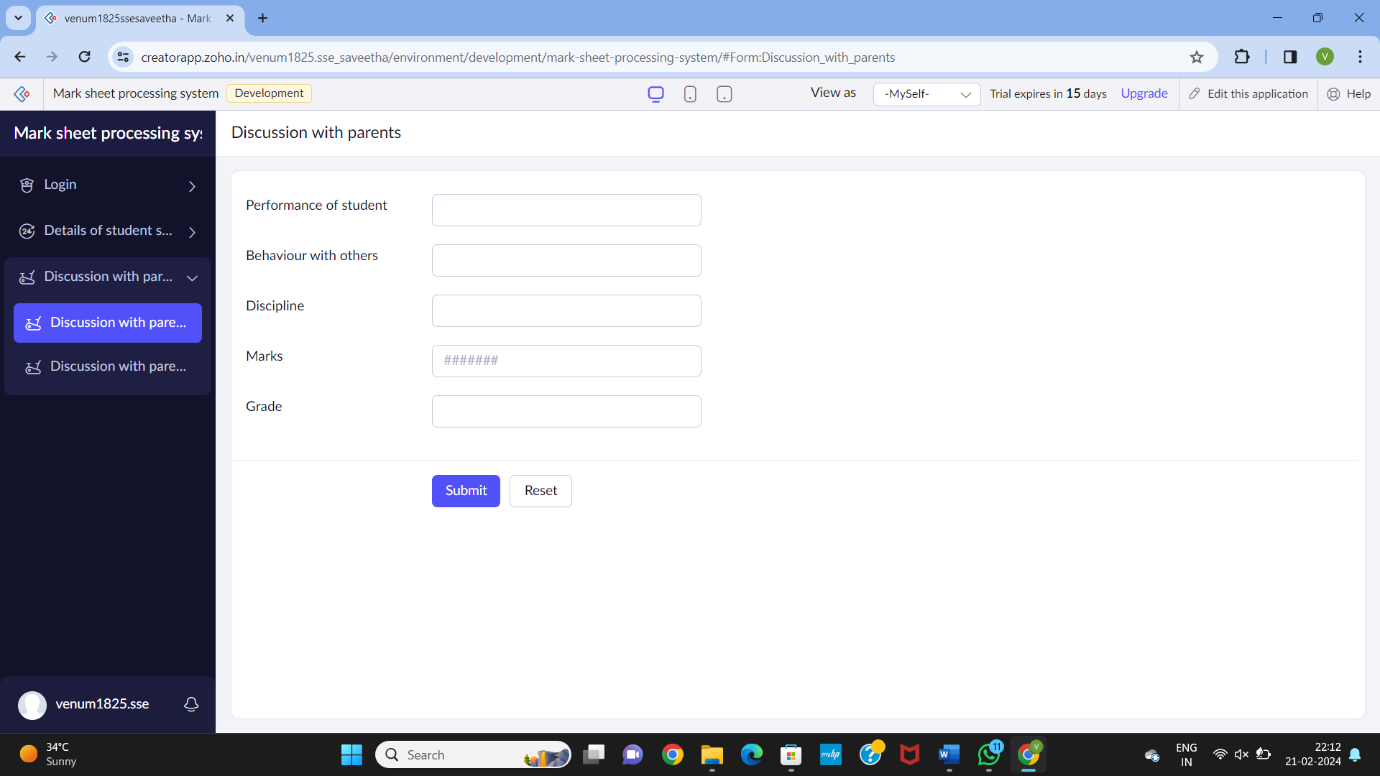 venum1825ssesaveetha - Mark
creatorapp.zoho.in/venum1825.sse_saveetha/environment/development/mark-sheet-processing-system/#Form:Discussion_with_parents
V
Mark sheet processing system
Development
View as
-MySelf-
Trial expires in 15 days
Upgrade
Edit this application
Help
Mark sheet processing sys
Discussion with parents
Login
Details of student s...
Discussion with par...
Discussion with pare...
Discussion with pare...
Performance of student
Behaviour with others
Discipline
Marks
#######
Grade
Submit
Reset
venum1825.sse
34°C
Sunny
Search
myhp
W
11
V
ENG
IN
22:12
21-02-2024